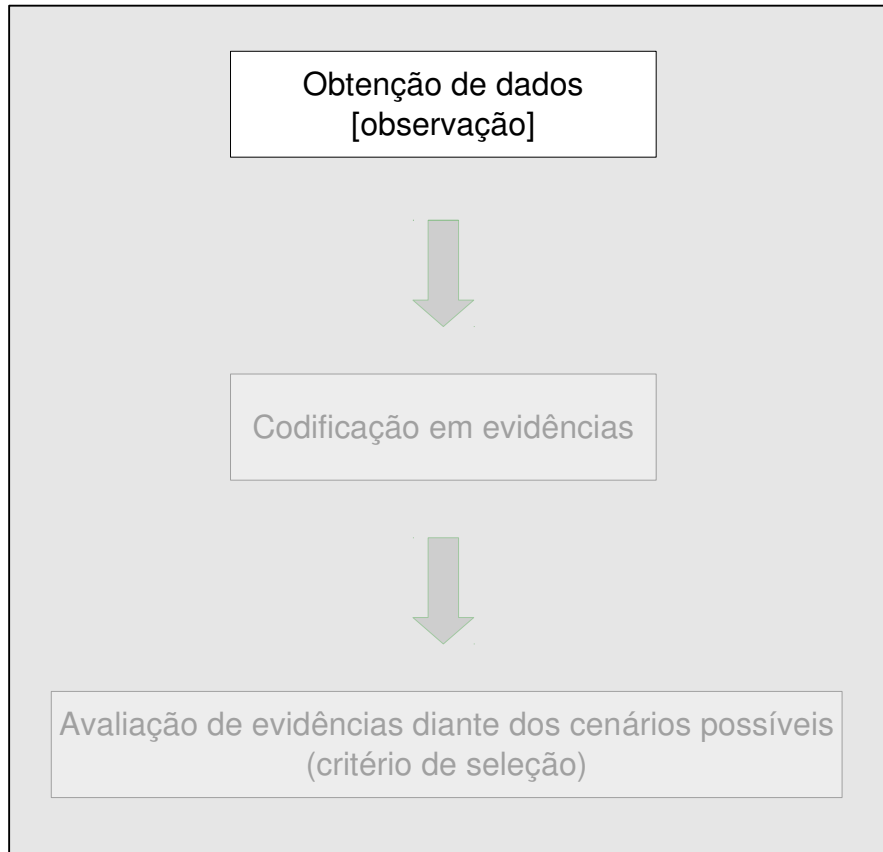 Obtenção de dados
[observação]
Codificação em evidências
Avaliação de evidências diante dos cenários possíveis
(critério de seleção)